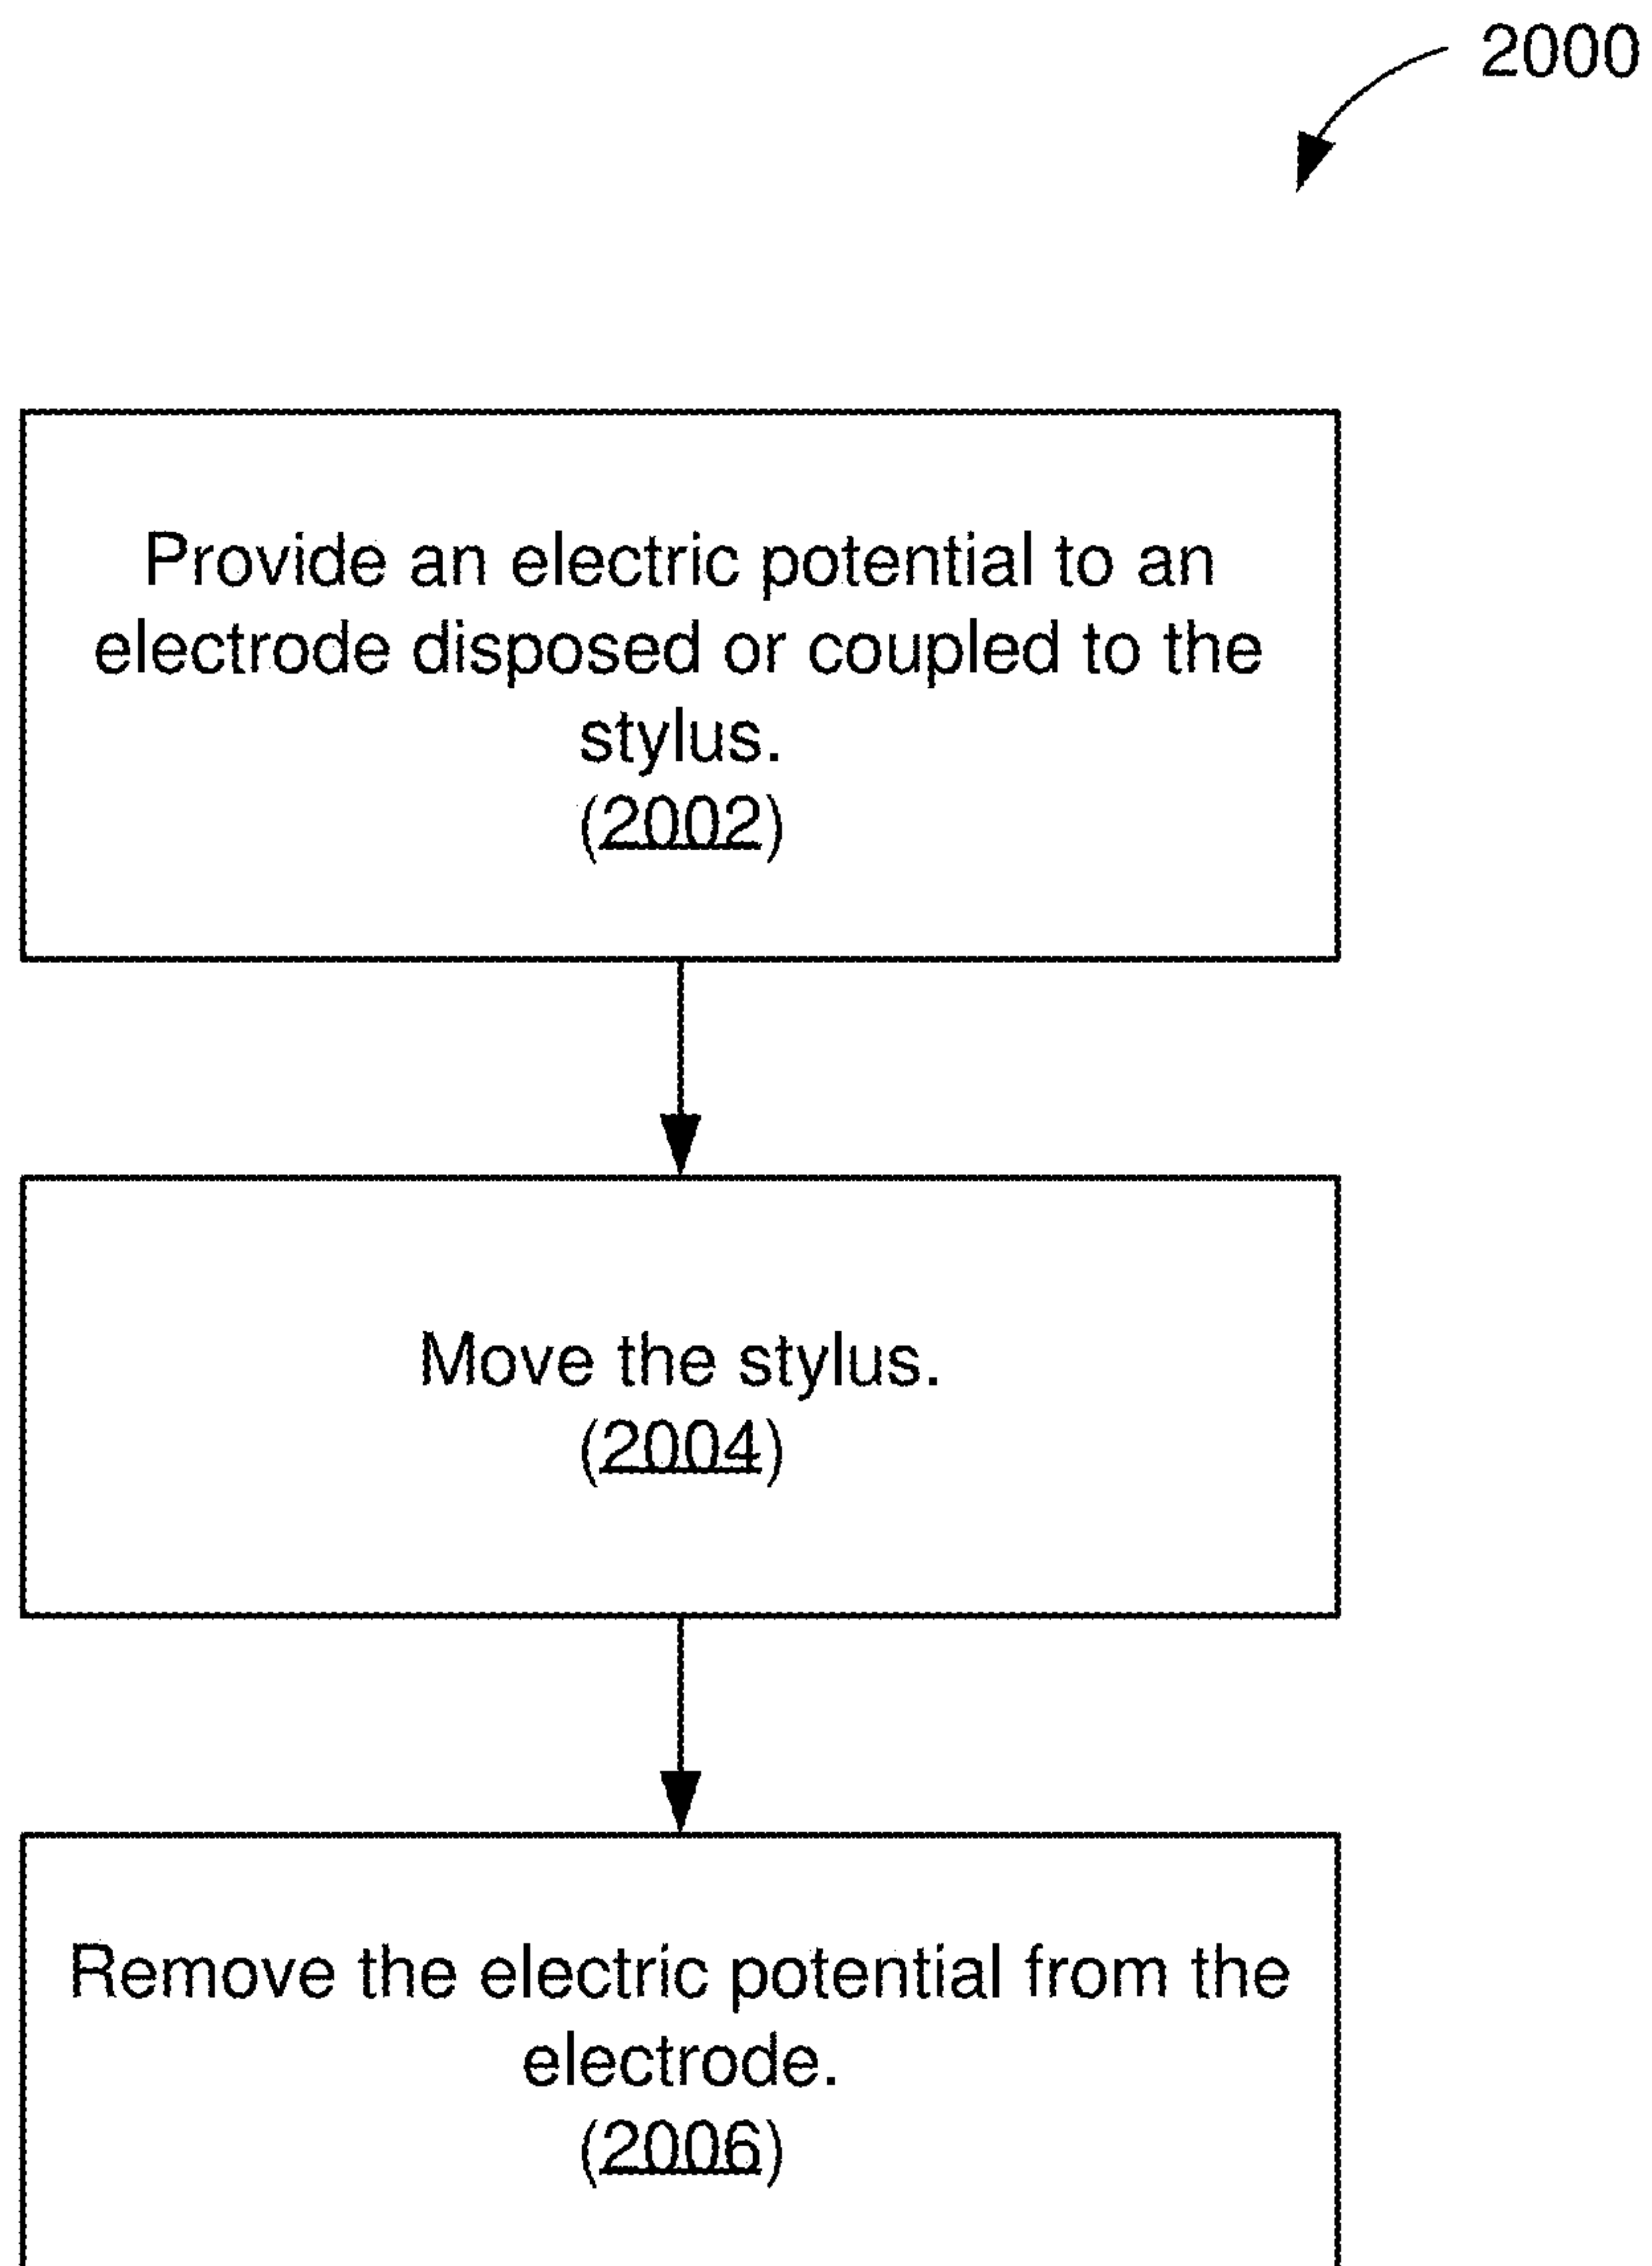 2000
Provide an electric potential to an
electrode disposed or coupled to the
stylus.
(2002)
Move the stylus.
(2004)
Remove the electric potential from the
electrode.
(2006)